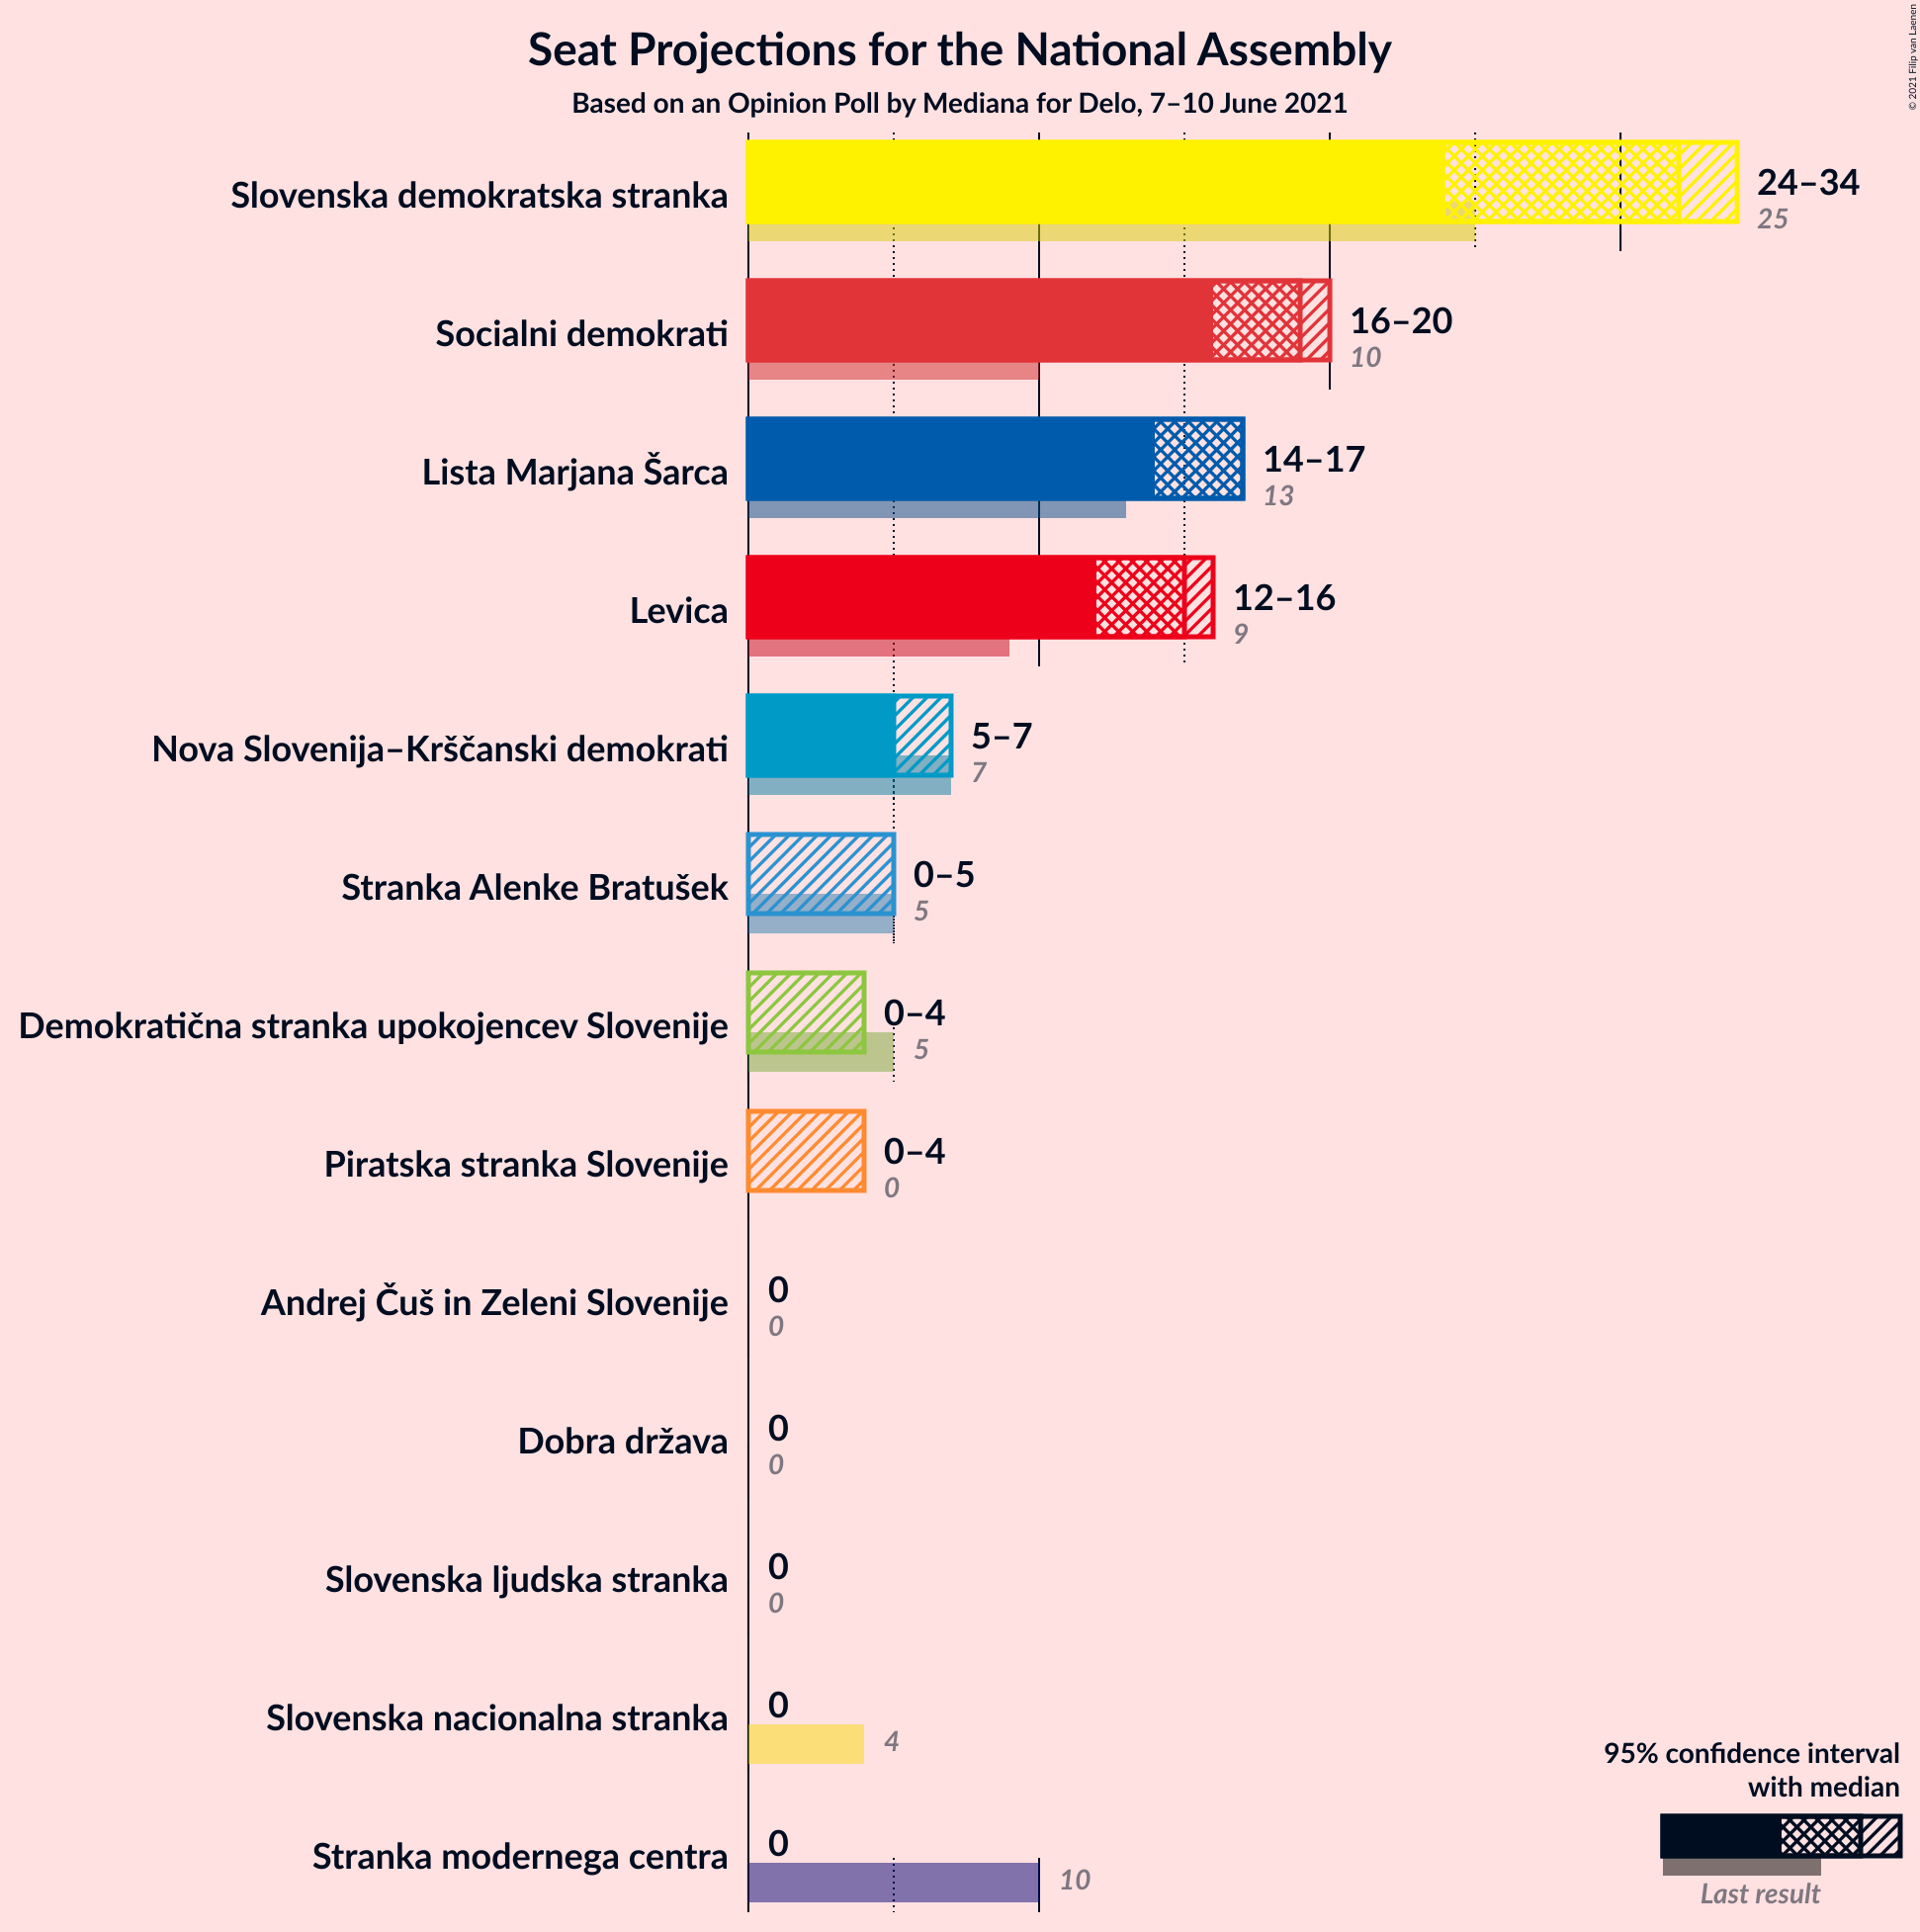 Seat Projections for the National Assembly
Based on an Opinion Poll by Mediana for Delo, 7–10 June 2021
© 2021 Filip van Laenen
Slovenska demokratska stranka
24–34
25
Socialni demokrati
16–20
10
Lista Marjana Šarca
14–17
13
Levica
12–16
9
Nova Slovenija–Krščanski demokrati
5–7
7
Stranka Alenke Bratušek
0–5
5
Demokratična stranka upokojencev Slovenije
0–4
5
Piratska stranka Slovenije
0–4
0
Andrej Čuš in Zeleni Slovenije
0
0
Dobra država
0
0
Slovenska ljudska stranka
0
0
Slovenska nacionalna stranka
0
4
Stranka modernega centra
0
10
95% confidence interval
with median
Last result